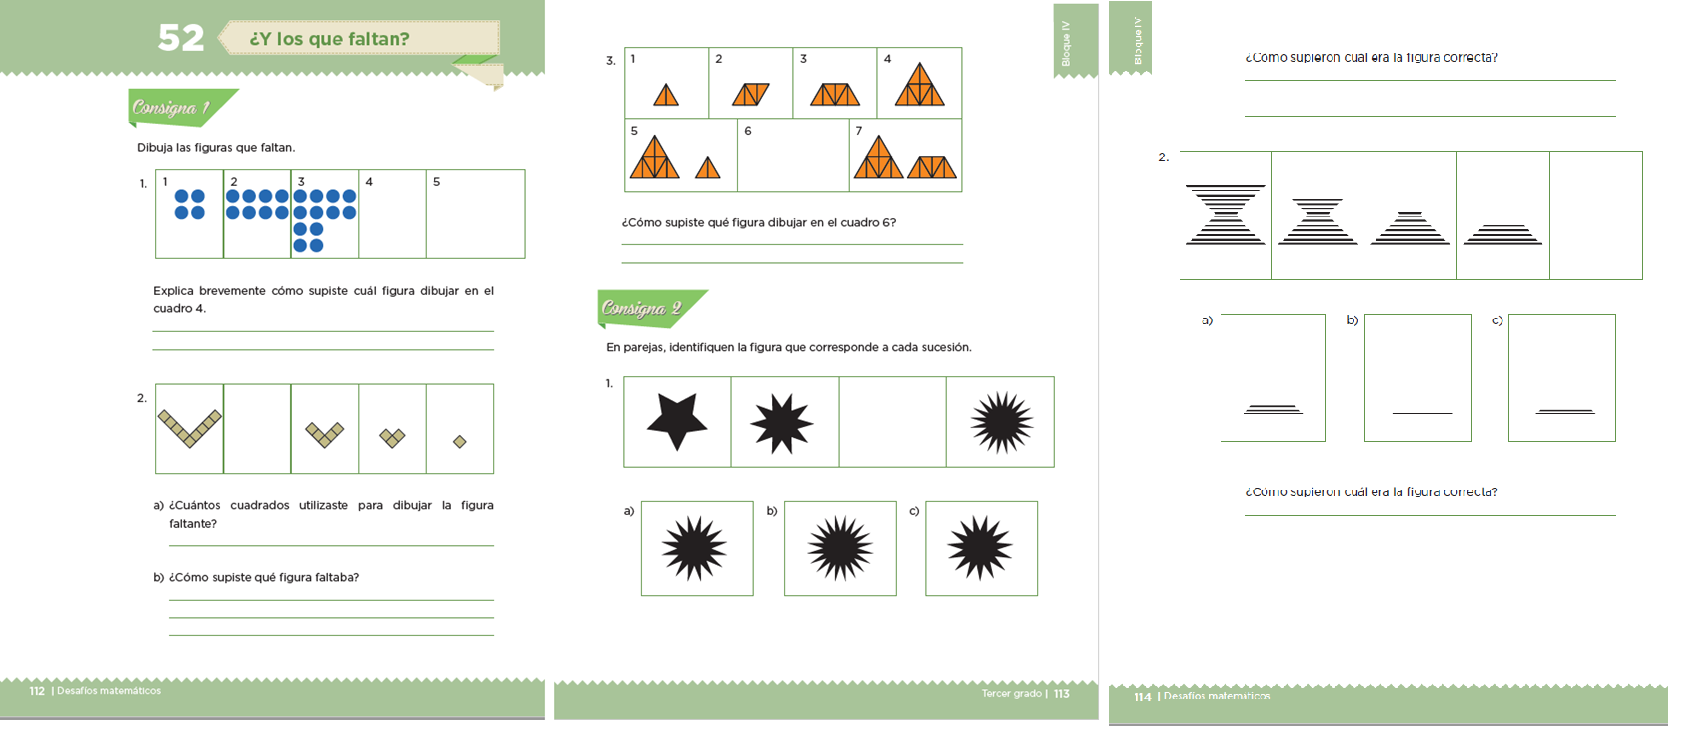 52
¿Y los que faltan?
Consigna 1
Dibuja las figuras que faltan.
1.
1 2 3 4 5
Explica brevemente cómo supiste cuál figura dibujar en el
cuadro 4.
2.
a) ¿Cuántos cuadrados utilizaste para dibujar la figura
faltante?
b) ¿Cómo supiste qué figura faltaba?
112 | Desafíos matemáticos
Bloque IV
3.
1 2 3 4
5 6 7
¿Cómo supiste qué figura dibujar en el cuadro 6?
Consigna 2
En parejas, identifiquen la figura que corresponde a cada sucesión.
1.
a) b) c)
Tercer grado | 113
Bloque IV
¿Cómo supieron cuál era la figura correcta?
2.
a) b) c)
¿Cómo supieron cuál era la figura correcta?
114 | Desafíos matemáticos